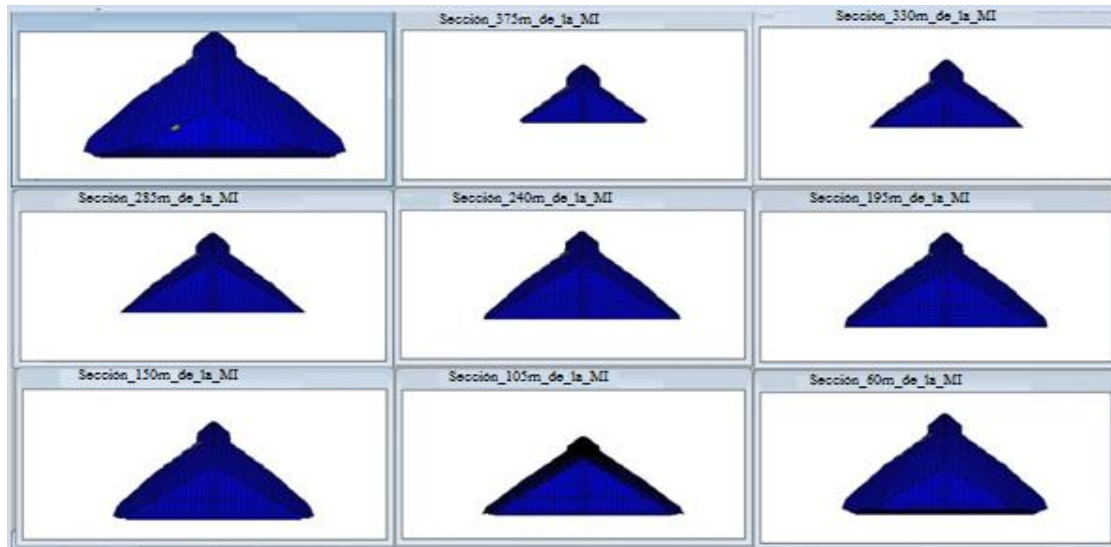 Sección_375m_de_la_MI
Sección_330m_de_la_MI
Sección_285m_de_la_MI
Sección_240m_de_la_MI
Sección_195m_de_la_MI
Sección_150m_de_la_MI
Sección_105m_de_la_MI
Sección_60m_de_la_MI